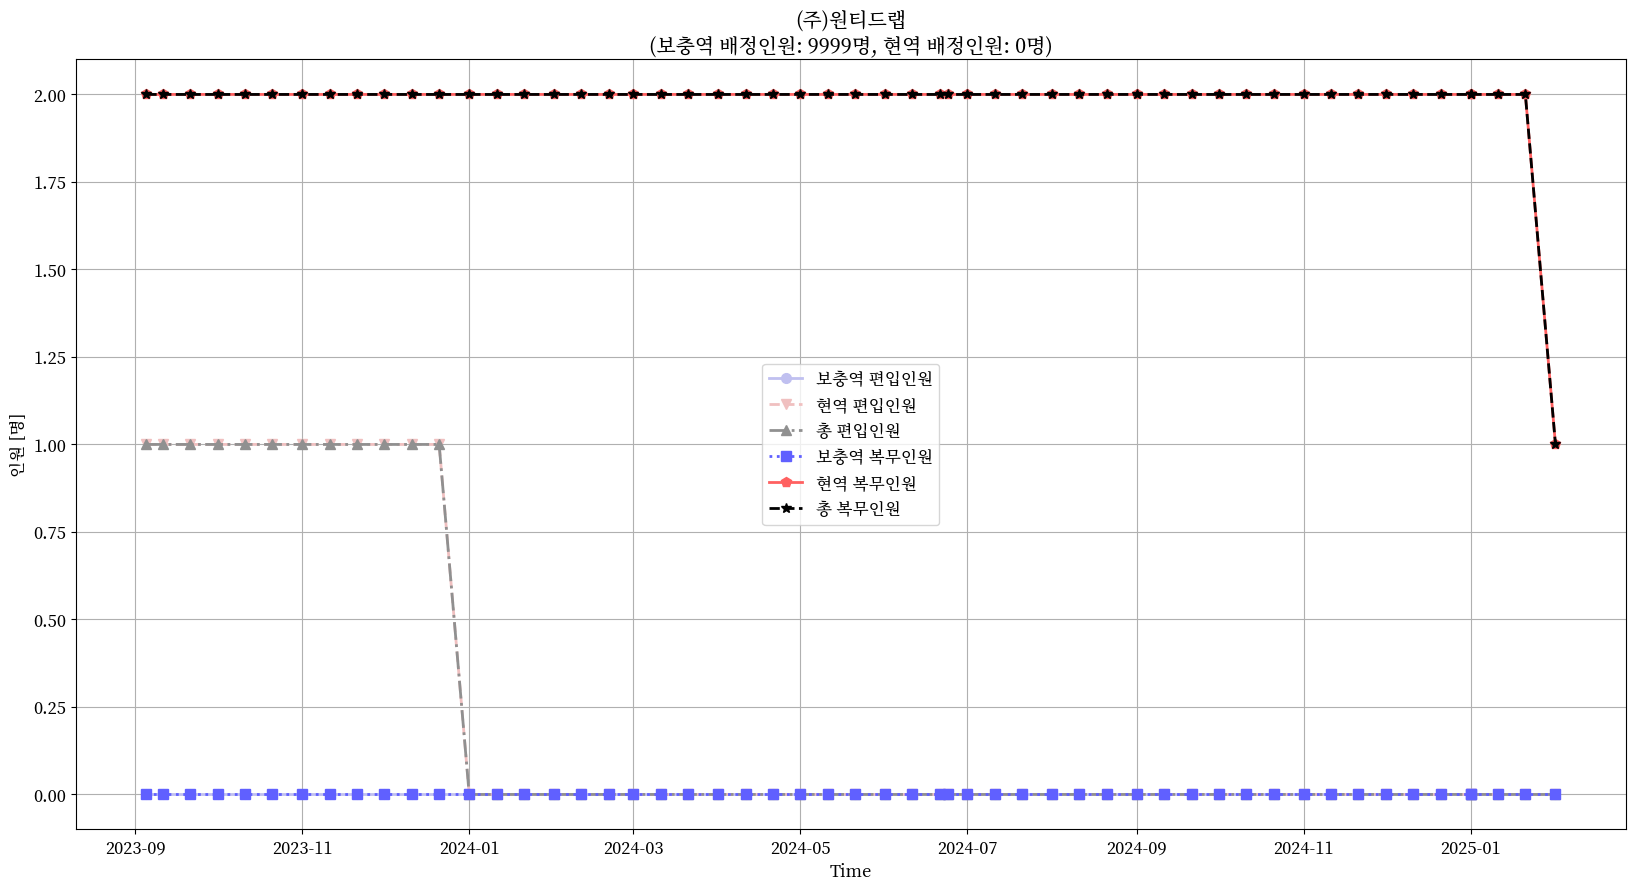 (주)원티드랩
(보충역 배정인원: 9999명, 현역 배정인원: 0명)
2.00
1.75
1.50
1.25
1.00
0.75
0.50
0.25
0.00
인원 [명]
보충역 편입인원
현역 편입인원
총 편입인원
보충역 복무인원
현역 복무인원
총 복무인원
2023-09 2023-11 2024-01 2024-03 2024-05 2024-07 2024-09 2024-11 2025-01
Time